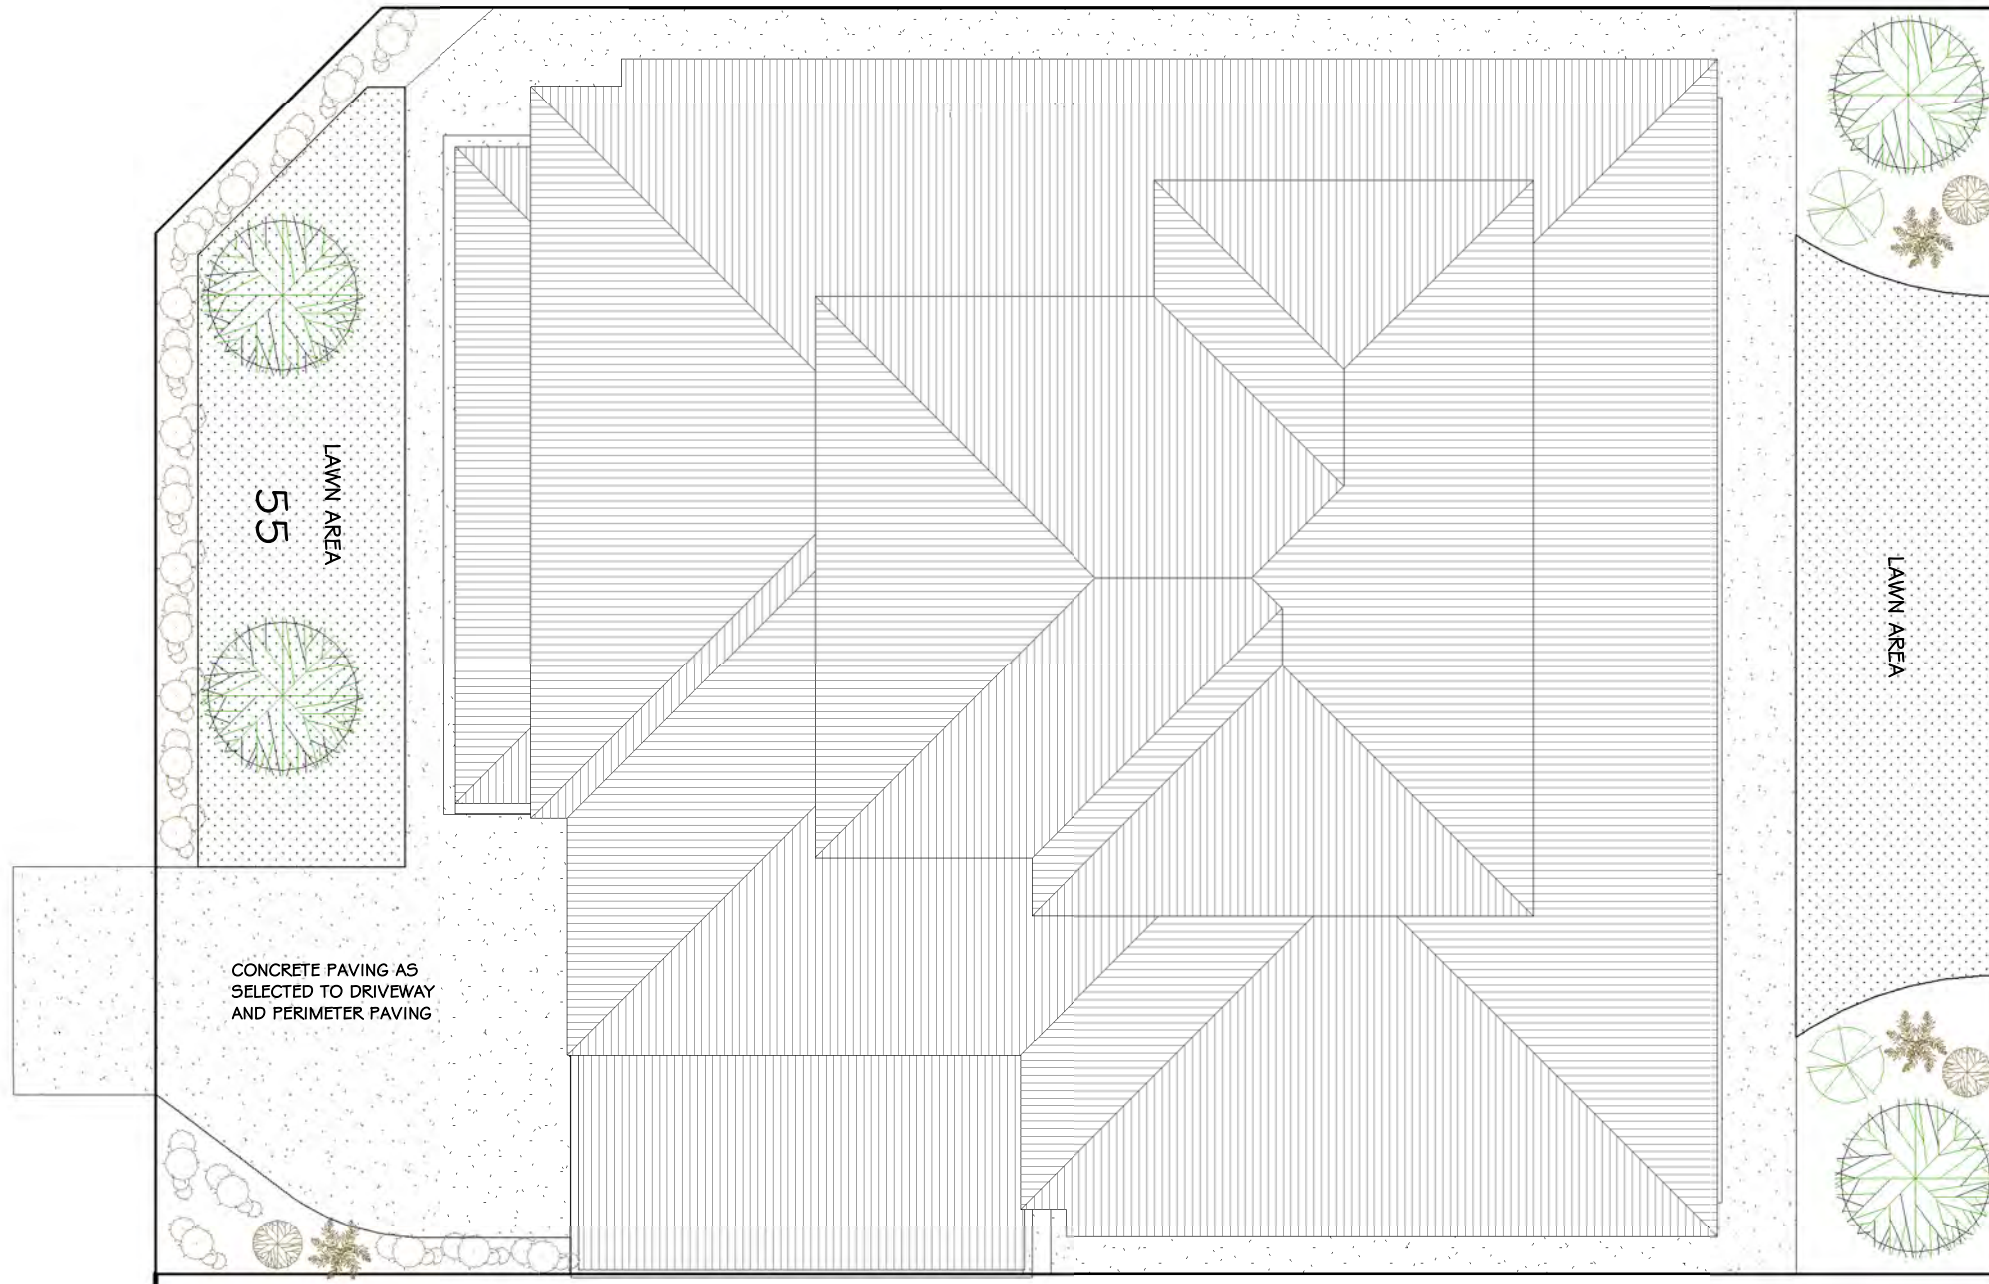 LAWN AREA
55
LAWN AREA
CONCRETE PAVING AS
SELECTED TO DRIVEWAY
AND PERIMETER PAVING